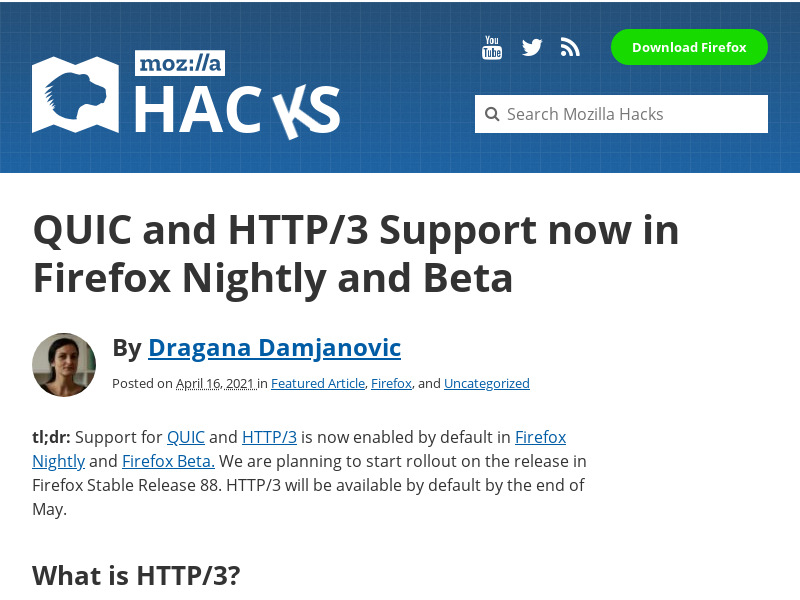 You
Tube
Download Firefox
moz://a
HACKS
Search Mozilla Hacks
QUIC and HTTP/3 Support now in
Firefox Nightly and Beta
By Dragana Damjanovic
Posted on April 16, 2021 in Featured Article, Firefox, and Uncategorized
tl;dr: Support for QUIC and HTTP/3 is now enabled by default in Firefox
Nightly and Firefox Beta. We are planning to start rollout on the release in
Firefox Stable Release 88. HTTP/3 will be available by default by the end of
May.
What is HTTP/3?